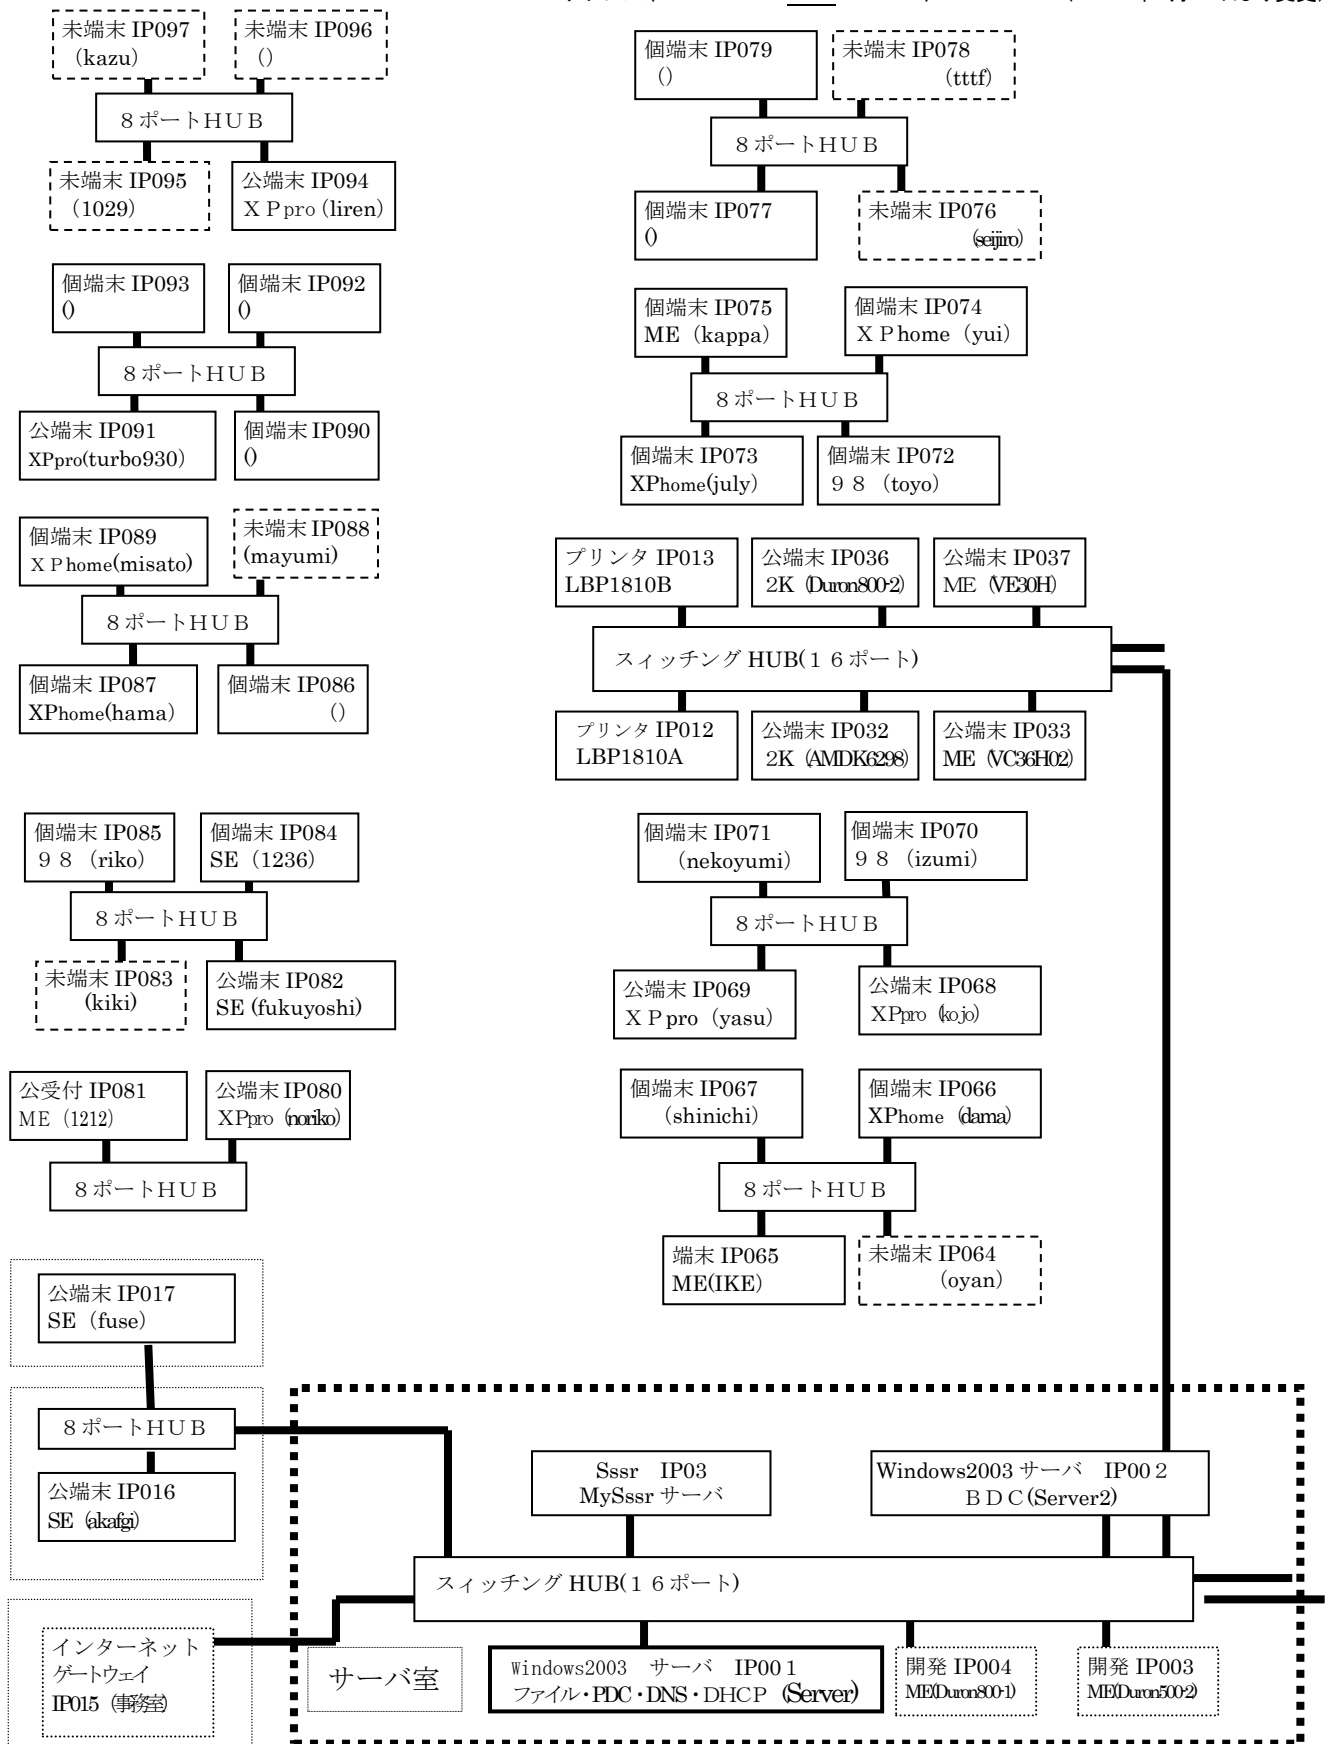 未端末 IP097
（kazu）
未端末 IP096
（）
８ポートＨＵＢ
未端末 IP095
（1029）
公端末 IP094
ＸＰpro (liren)
個端末 IP093
()
個端末 IP092
()
８ポートＨＵＢ
公端末 IP091
XPpro(turbo930）
個端末 IP090
()
個端末 IP089
ＸＰhome(misato)
未端末 IP088
(mayumi)
８ポートＨＵＢ
個端末 IP087
XPhome(hama）
個端末 IP086
（）
個端末 IP085
９８（riko）
個端末 IP084
SE（1236）
８ポートＨＵＢ
未端末 IP083
(kiki)
公端末 IP082
SE (fukuyoshi)
公受付 IP081
ME（1212）
公端末 IP080
XPpro（noriko)
８ポートＨＵＢ
公端末 IP017
SE（fuse）
８ポートＨＵＢ
公端末 IP016
SE（akafgi)
インターネット
ゲートウェイ
IP015（事務室）
個端末 IP079
（）
未端末 IP078
（tttf）
８ポートＨＵＢ
個端末 IP077
()
未端末 IP076
(seijiro)
個端末 IP075
ME（kappa）
個端末 IP074
ＸＰhome（yui）
８ポートＨＵＢ
個端末 IP073
XPhome(july）
個端末 IP072
９８（toyo）
プリンタ IP013
LBP1810B
公端末 IP036
2K（Duron800-2）
公端末 IP037
ME（VE30H）
スィッチング HUB(１６ポート)
プリンタ IP012
LBP1810A
公端末 IP032
2K（AMDK6298）
公端末 IP033
ME（VC36H02）
個端末 IP071
（nekoyumi）
個端末 IP070
９８（izumi）
８ポートＨＵＢ
公端末 IP069
ＸＰpro（yasu）
公端末 IP068
XPpro（kojo）
個端末 IP067
（shinichi）
個端末 IP066
XPhome（dama）
８ポートＨＵＢ
端末 IP065
ME(IKE）
未端末 IP064
（oyan）
Sssr　IP03
MySssr サーバ
Windows2003 サーバ　IP00２
ＢＤＣ(Server2)
スィッチング HUB(１６ポート)
サーバ室
Windows2003　サーバ　IP00１
ファイル・PDC・DNS・DHCP（Server)
開発 IP004
ME(Duron800-1)
開発 IP003
ME(Duron500-2)